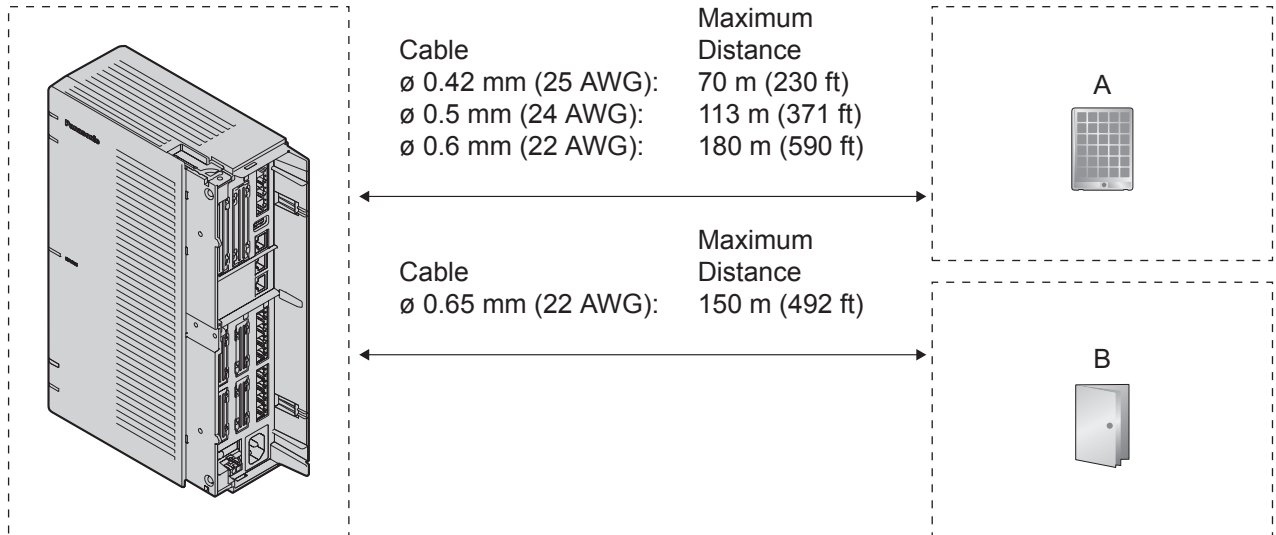 Panasonic
Cable Maximum Distance
ø 0.42 mm (25 AWG): 70 m (230 ft)
ø 0.5 mm (24 AWG): 113 m (371 ft)
ø 0.6 mm (22 AWG): 180 m (590 ft)
A
Cable Maximum Distance
ø 0.65 mm (22 AWG): 150 m (492 ft)
B